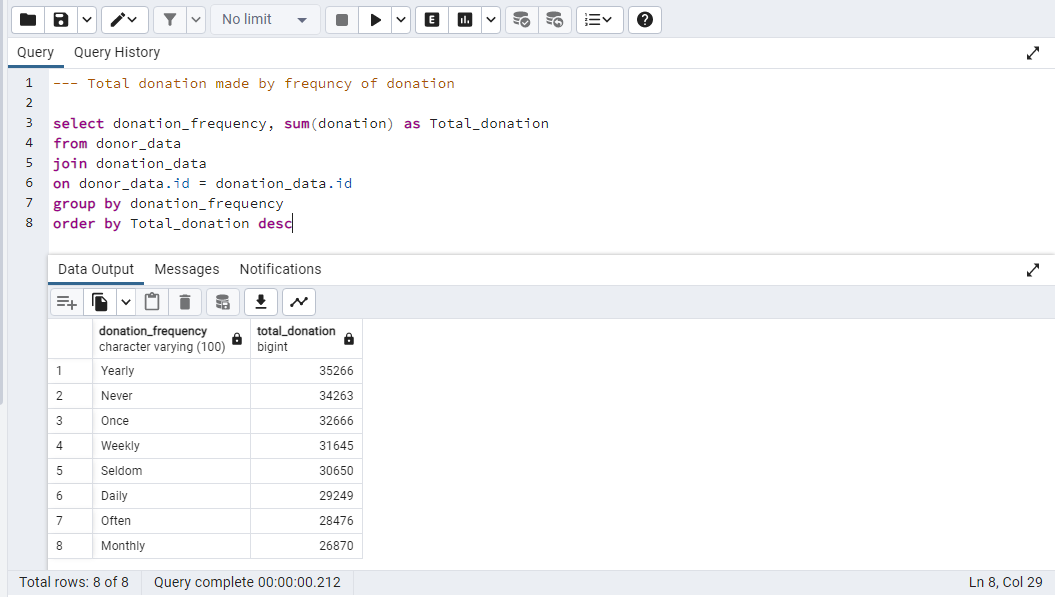 No limit
E
Query Query History
1 --- Total donation made by frequncy of donation
2
3 select donation_frequency, sum(donation) as Total_donation
4 from donor_data
5 join donation_data
6 on donor_data.id = donation_data.id
7 group by donation_frequency
8 order by Total_donation desc
Data Output Messages Notifications
donation_frequency total_donation
character varying (100) bigint
1 Yearly 35266
2 Never 34263
3 Once 32666
4 Weekly 31645
5 Seldom 30650
6 Daily 29249
7 Often 28476
8 Monthly 26870
Total rows: 8 of 8 Query complete 00:00:00.212 Ln 8, Col 29